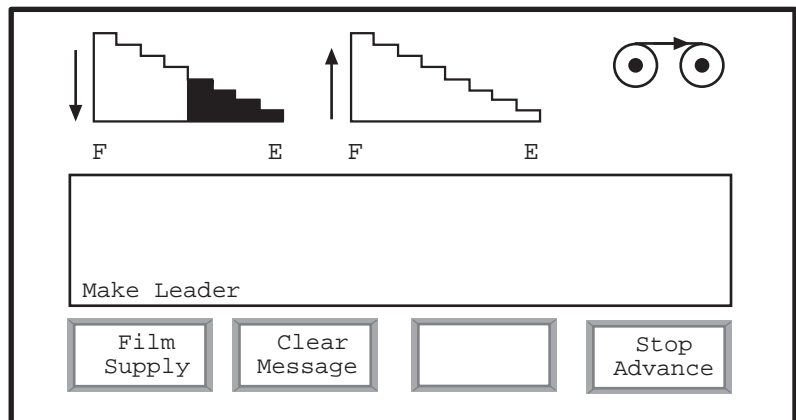 F E F E
Make Leader
Film Supply
Clear Message
Stop Advance